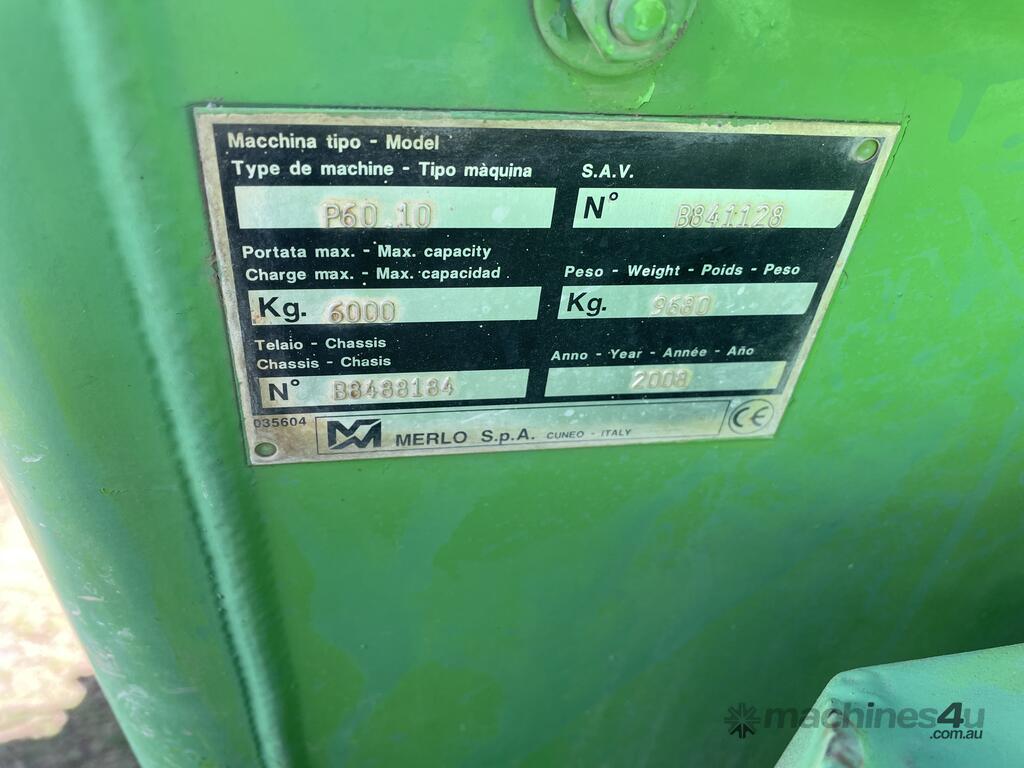 Macchina tipo - Model
Type de machine - Tipo màquina
S.A.V.
P60.10
N° B841128
Portata max. - Max. capacity
Charge max. - Max. capacidad
Peso - Weight - Poids - Peso
Kg. 6000
Kg. 9680
Telaio - Chassis
Chassis - Chasis
Anno - Year - Année - Año
N° B8488184
2008
035604
MERLO S.p.A. CUNEO - ITALY
CE
machines4u
.com.au